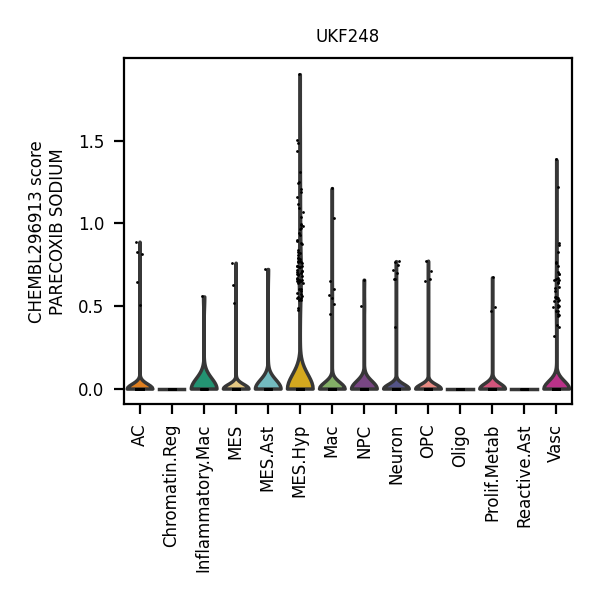 UKF248
CHEMBL296913 score
PARECOXIB SODIUM
1.5
1.0
0.5
0.0
AC
Chromatin.Reg
Inflammatory.Mac
MES
MES.Ast
MES.Hyp
Mac
NPC
Neuron
OPC
Oligo
Prolif.Metab
Reactive.Ast
Vasc